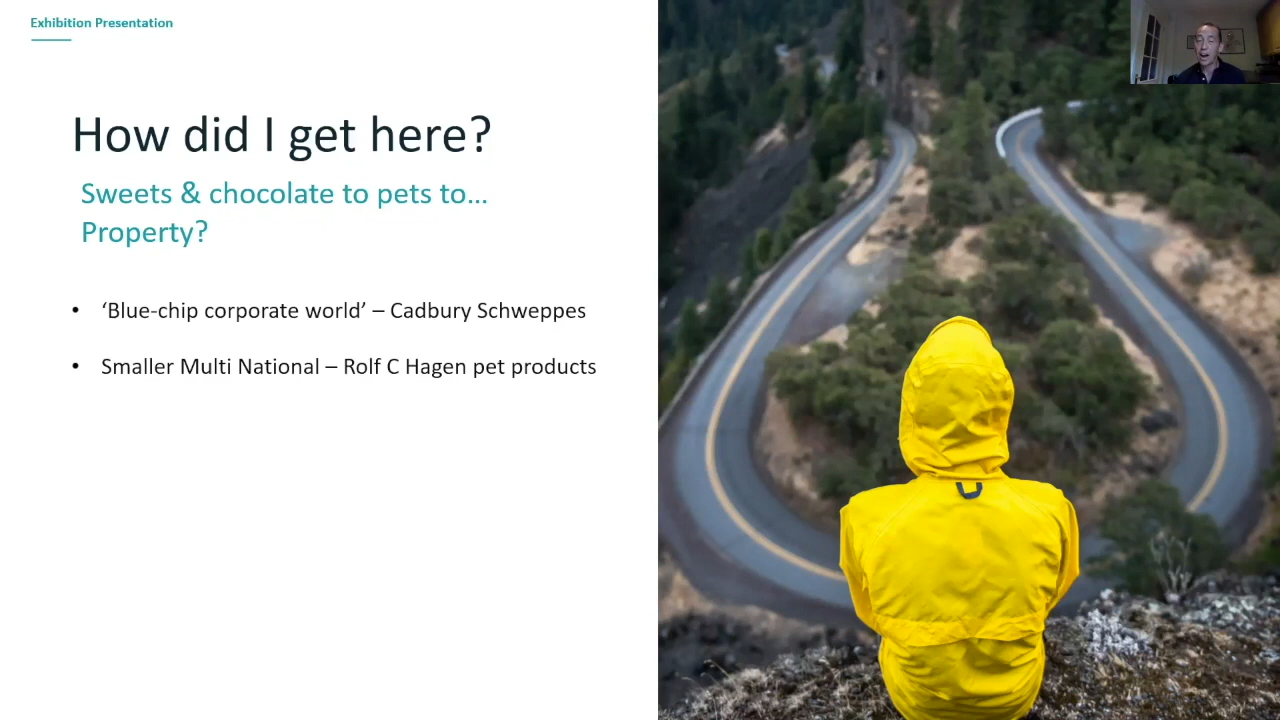 Exhibition Presentation
How did I get here?
Sweets & chocolate to pets to...
Property?
• ‘Blue-chip corporate world’ – Cadbury Schweppes
• Smaller Multi National – Rolf C Hagen pet products